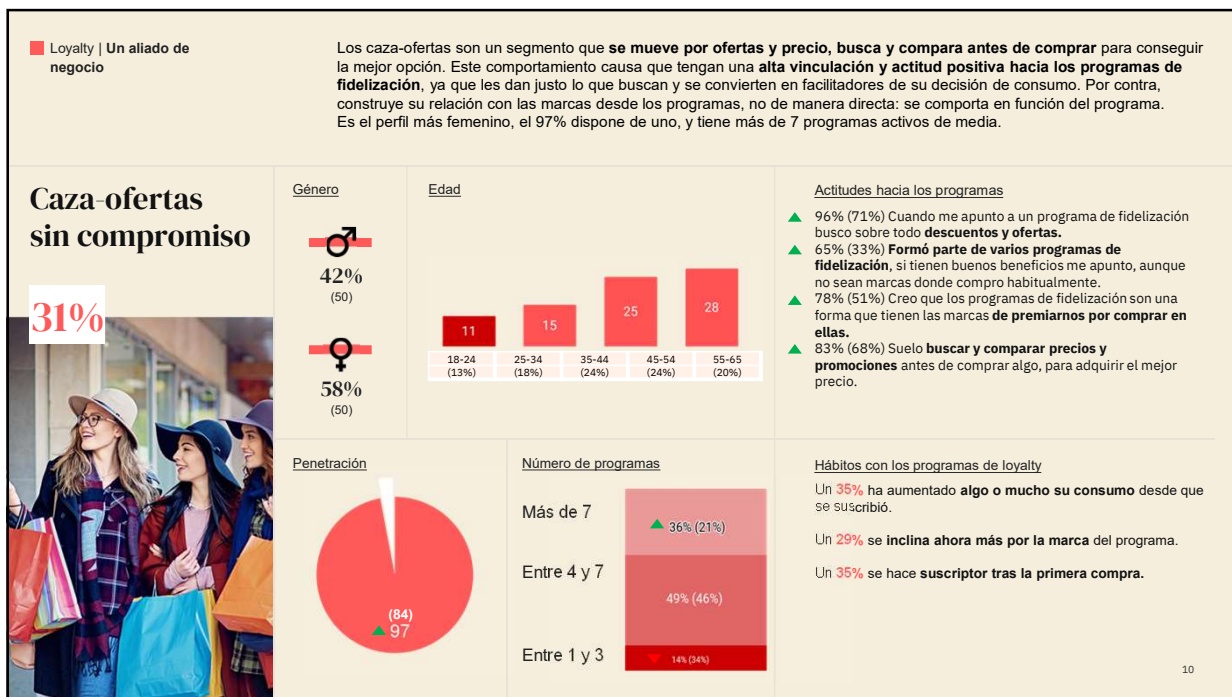 Loyalty | Un aliado de
negocio
Los caza-ofertas son un segmento que se mueve por ofertas y precio, busca y compara antes de comprar para conseguir
la mejor opción. Este comportamiento causa que tengan una alta vinculación y actitud positiva hacia los programas de
fidelización, ya que les dan justo lo que buscan y se convierten en facilitadores de su decisión de consumo. Por contra,
construye su relación con las marcas desde los programas, no de manera directa: se comporta en función del programa.
Es el perfil más femenino, el 97% dispone de uno, y tiene más de 7 programas activos de media.
Caza-ofertas
sin compromiso
31%
Género
42%
(50)
58%
(50)
Edad
11
15
25
28
18-24
25-34
35-44
45-54
55-65
(13%)
(18%)
(24%)
(24%)
(20%)
Actitudes hacia los programas
96% (71%) Cuando me apunto a un programa de fidelización
busco sobre todo descuentos y ofertas.
65% (33%) Formó parte de varios programas de
fidelización, si tienen buenos beneficios me apunto, aunque
no sean marcas donde compro habitualmente.
78% (51%) Creo que los programas de fidelización son una
forma que tienen las marcas de premiarnos por comprar en
ellas.
83% (68%) Suelo buscar y comparar precios y
promociones antes de comprar algo, para adquirir el mejor
precio.
Penetración
(84)
97
Número de programas
Más de 7
36% (21%)
Entre 4 y 7
49% (46%)
Entre 1 y 3
14% (34%)
Hábitos con los programas de loyalty
Un 35% ha aumentado algo o mucho su consumo desde que
se suscribió.
Un 29% se inclina ahora más por la marca del programa.
Un 35% se hace suscriptor tras la primera compra.
10